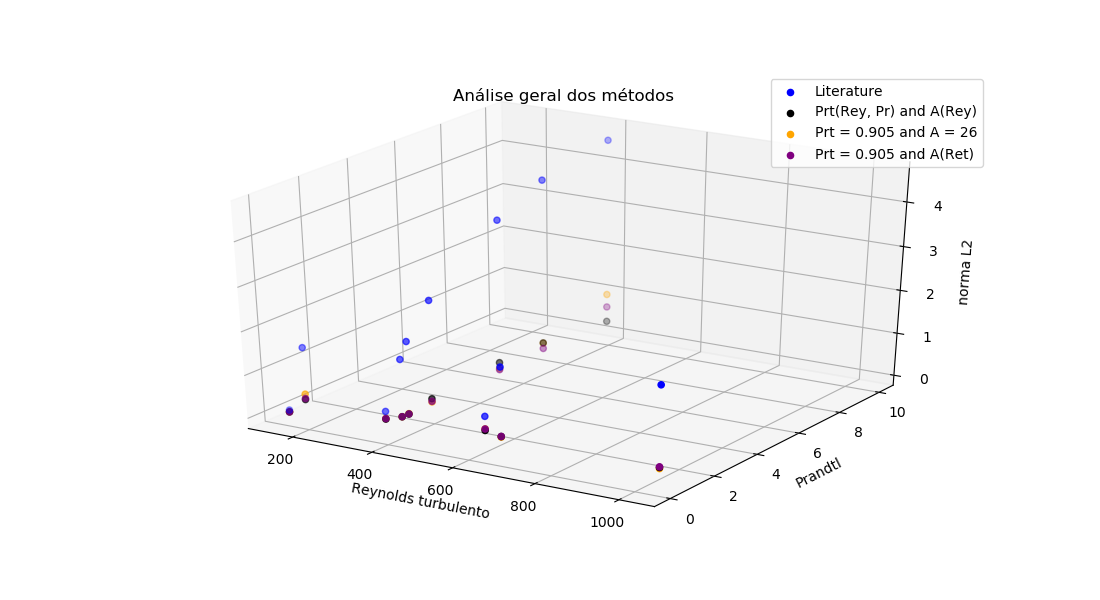 Análise geral dos métodos
Literature
Prt(Rey, Pr) and A(Rey)
Prt = 0.905 and A = 26
Prt = 0.905 and A(Ret)
4
3
2
1
0
norma L2
10
8
6
4
2
0
Prandtl
200
400
600
800
1000
Reynolds turbulento